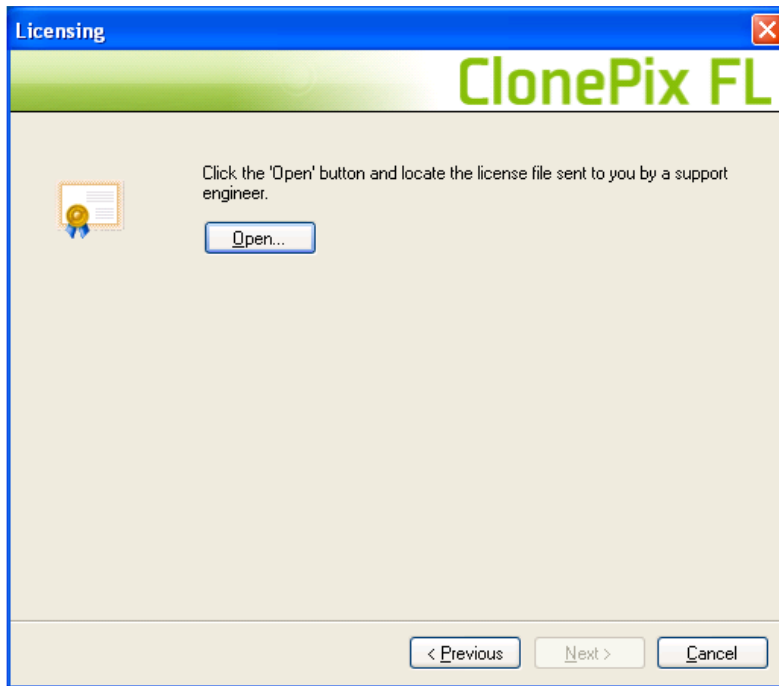 Licensing
ClonePix FL
Click the 'Open' button and locate the license file sent to you by a support
engineer.
Open...
< Previous Next > Cancel